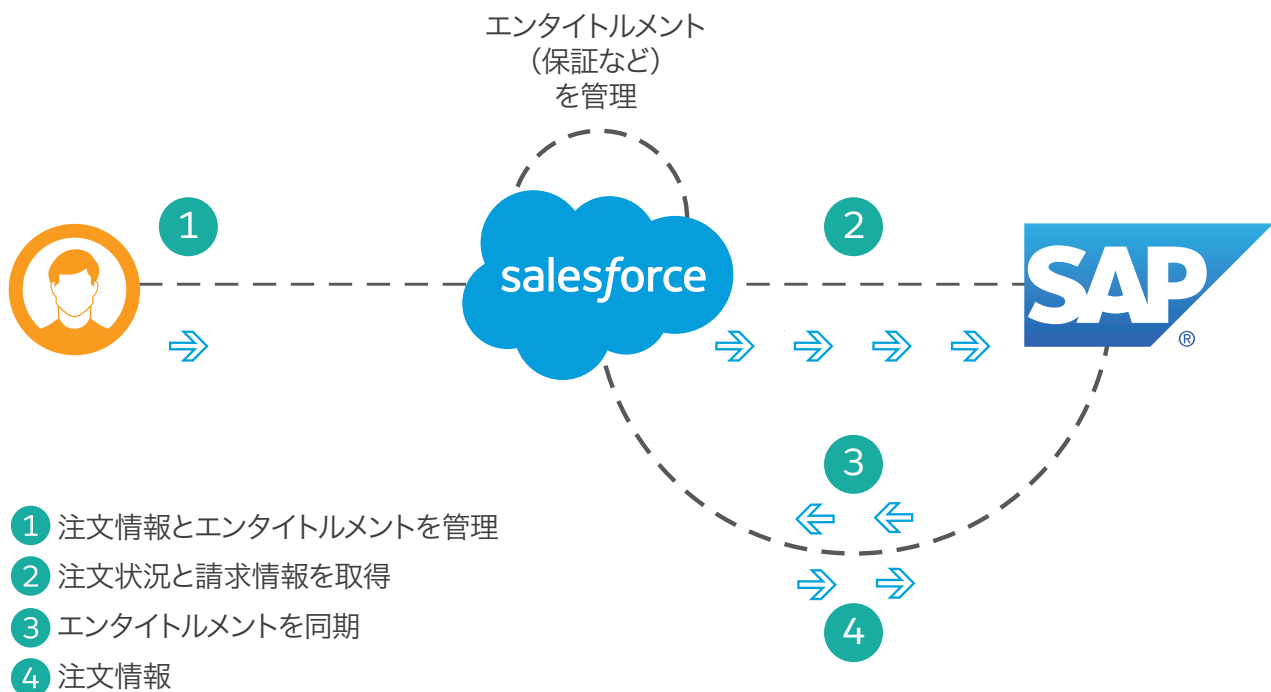 エンタイトルメント
（保証など）
を管理
1
2
salesforce
SAP
®
3
4
1 注文情報とエンタイトルメントを管理
2 注文状況と請求情報を取得
3 エンタイトルメントを同期
4 注文情報